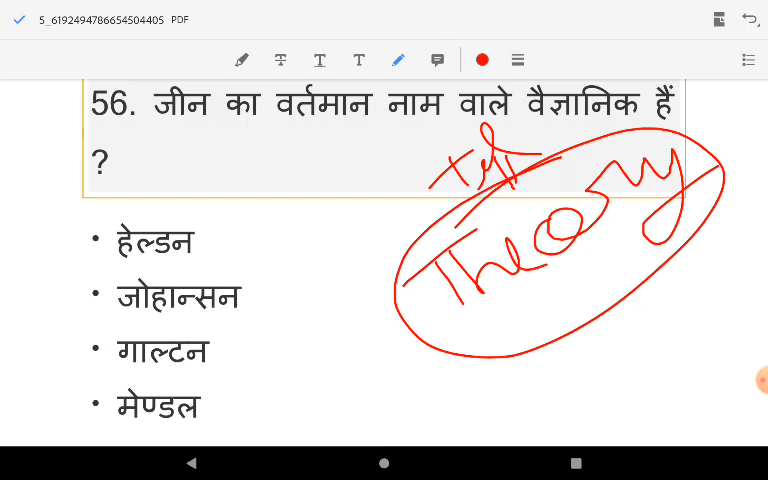 5_6192494786654504405 PDF
56. जीन का वर्तमान नाम वाले वैज्ञानिक हैं
?
Theory
• हेल्डन
• जोहान्सन
• गाल्टन
• मेण्डल